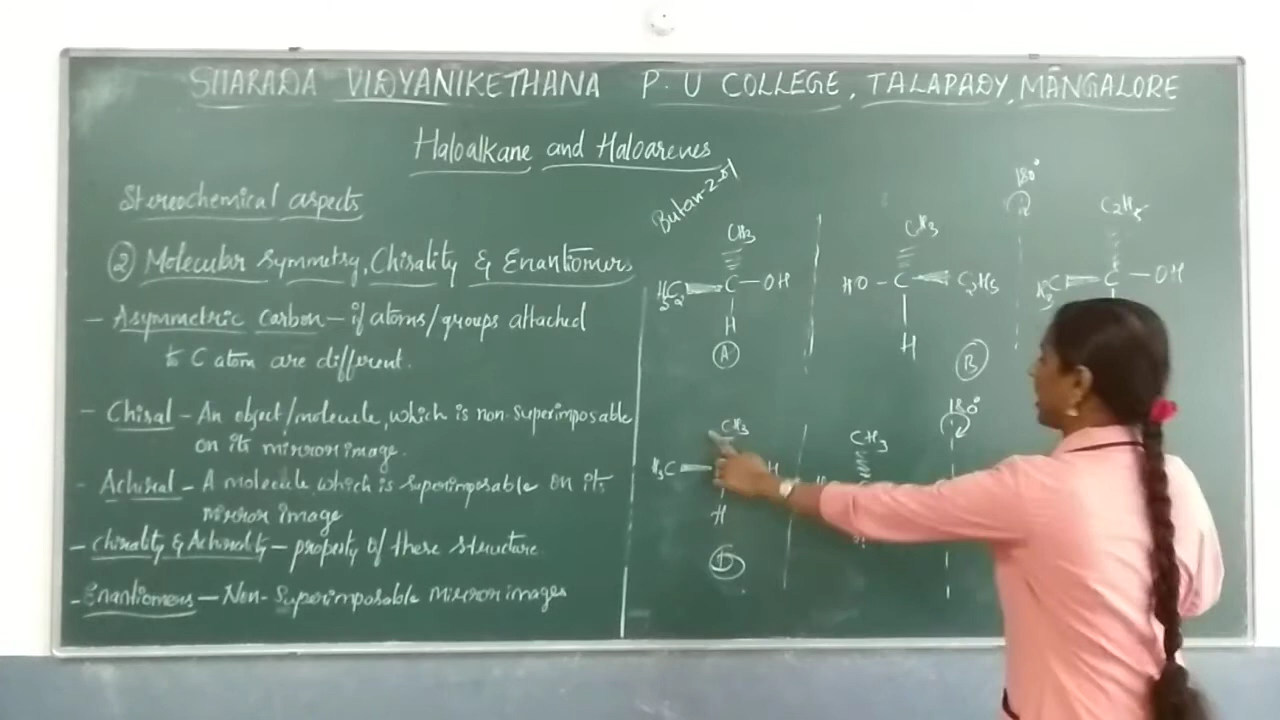 SHARADA VIDYANIKETHANA P.U COLLEGE, TALAPADY, MANGALORE
Haloalkane and Haloarenes
Stereochemical aspects
② Molecular symmetry, Chirality & Enantiomers
- Asymmetric Carbon - if atoms/groups attached
to C atom are different.
- Chiral - An object/molecule, which is non-superimposable
on its mirror image.
- Achiral - A molecule, which is superimposable on its
mirror image
- Chirality & Achirality - property of these structure
- Enantiomers - Non-Superimposable mirror images
Butan-2-ol
CH3
H5C2 C - OH
H
A
CH3
HO - C C2H5
H
B
180°
C2H5
C - OH
CH3
H3C H
H
D
CH3
180°